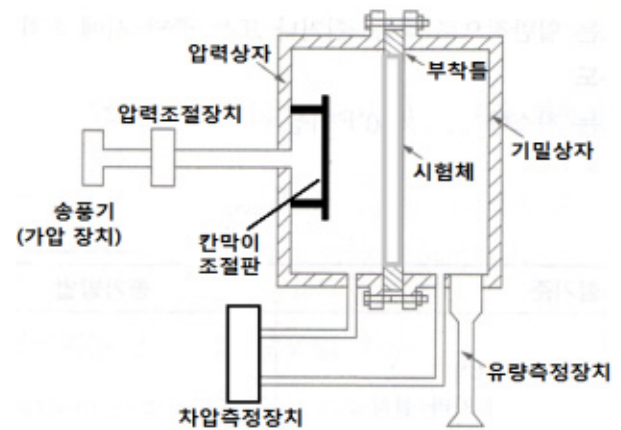 압력상자
부착틀
압력조절장치
기밀상자
시험체
송풍기
(가압 장치)
칸막이
조절판
유량측정장치
차압측정장치